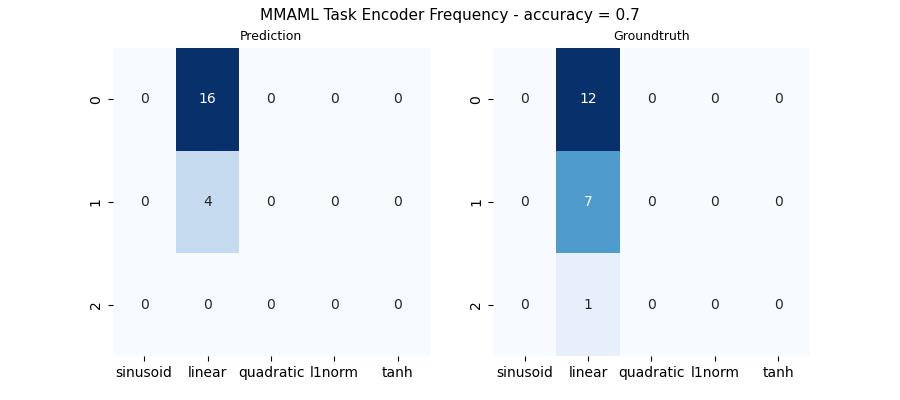 MMAML Task Encoder Frequency - accuracy = 0.7
Prediction
Groundtruth
0 0 16 0 0 0
0 0 12 0 0 0
1 0 4 0 0 0
1 0 7 0 0 0
2 0 0 0 0 0
2 0 1 0 0 0
sinusoid linear quadratic l1norm tanh
sinusoid linear quadratic l1norm tanh